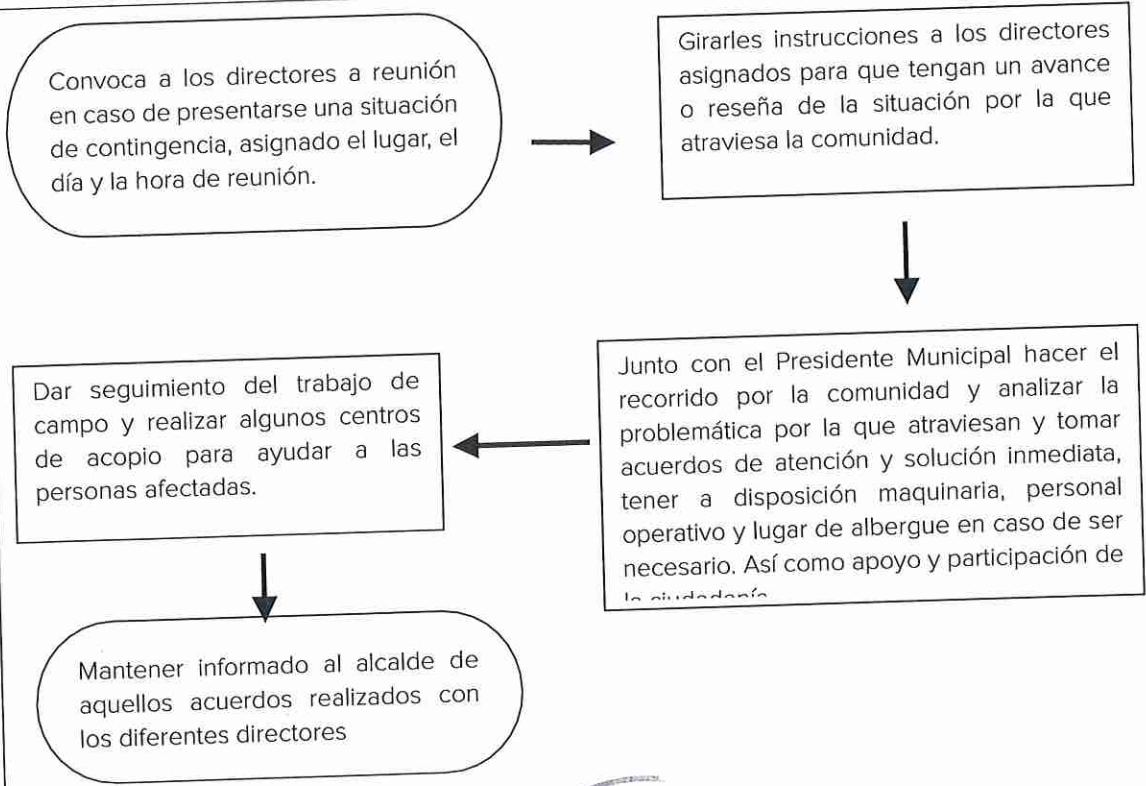 Convoca a los directores a reunión
en caso de presentarse una situación
de contingencia, asignado el lugar, el
día y la hora de reunión.
Girarles instrucciones a los directores
asignados para que tengan un avance
o reseña de la situación por la que
atraviesa la comunidad.
Junto con el Presidente Municipal hacer el
recorrido por la comunidad y analizar la
problemática por la que atraviesan y tomar
acuerdos de atención y solución inmediata,
tener a disposición maquinaria, personal
operativo y lugar de albergue en caso de ser
necesario. Así como apoyo y participación de
Dar seguimiento del trabajo de
campo y realizar algunos centros
de acopio para ayudar a las
personas afectadas.
Mantener informado al alcalde de
aquellos acuerdos realizados con
los diferentes directores